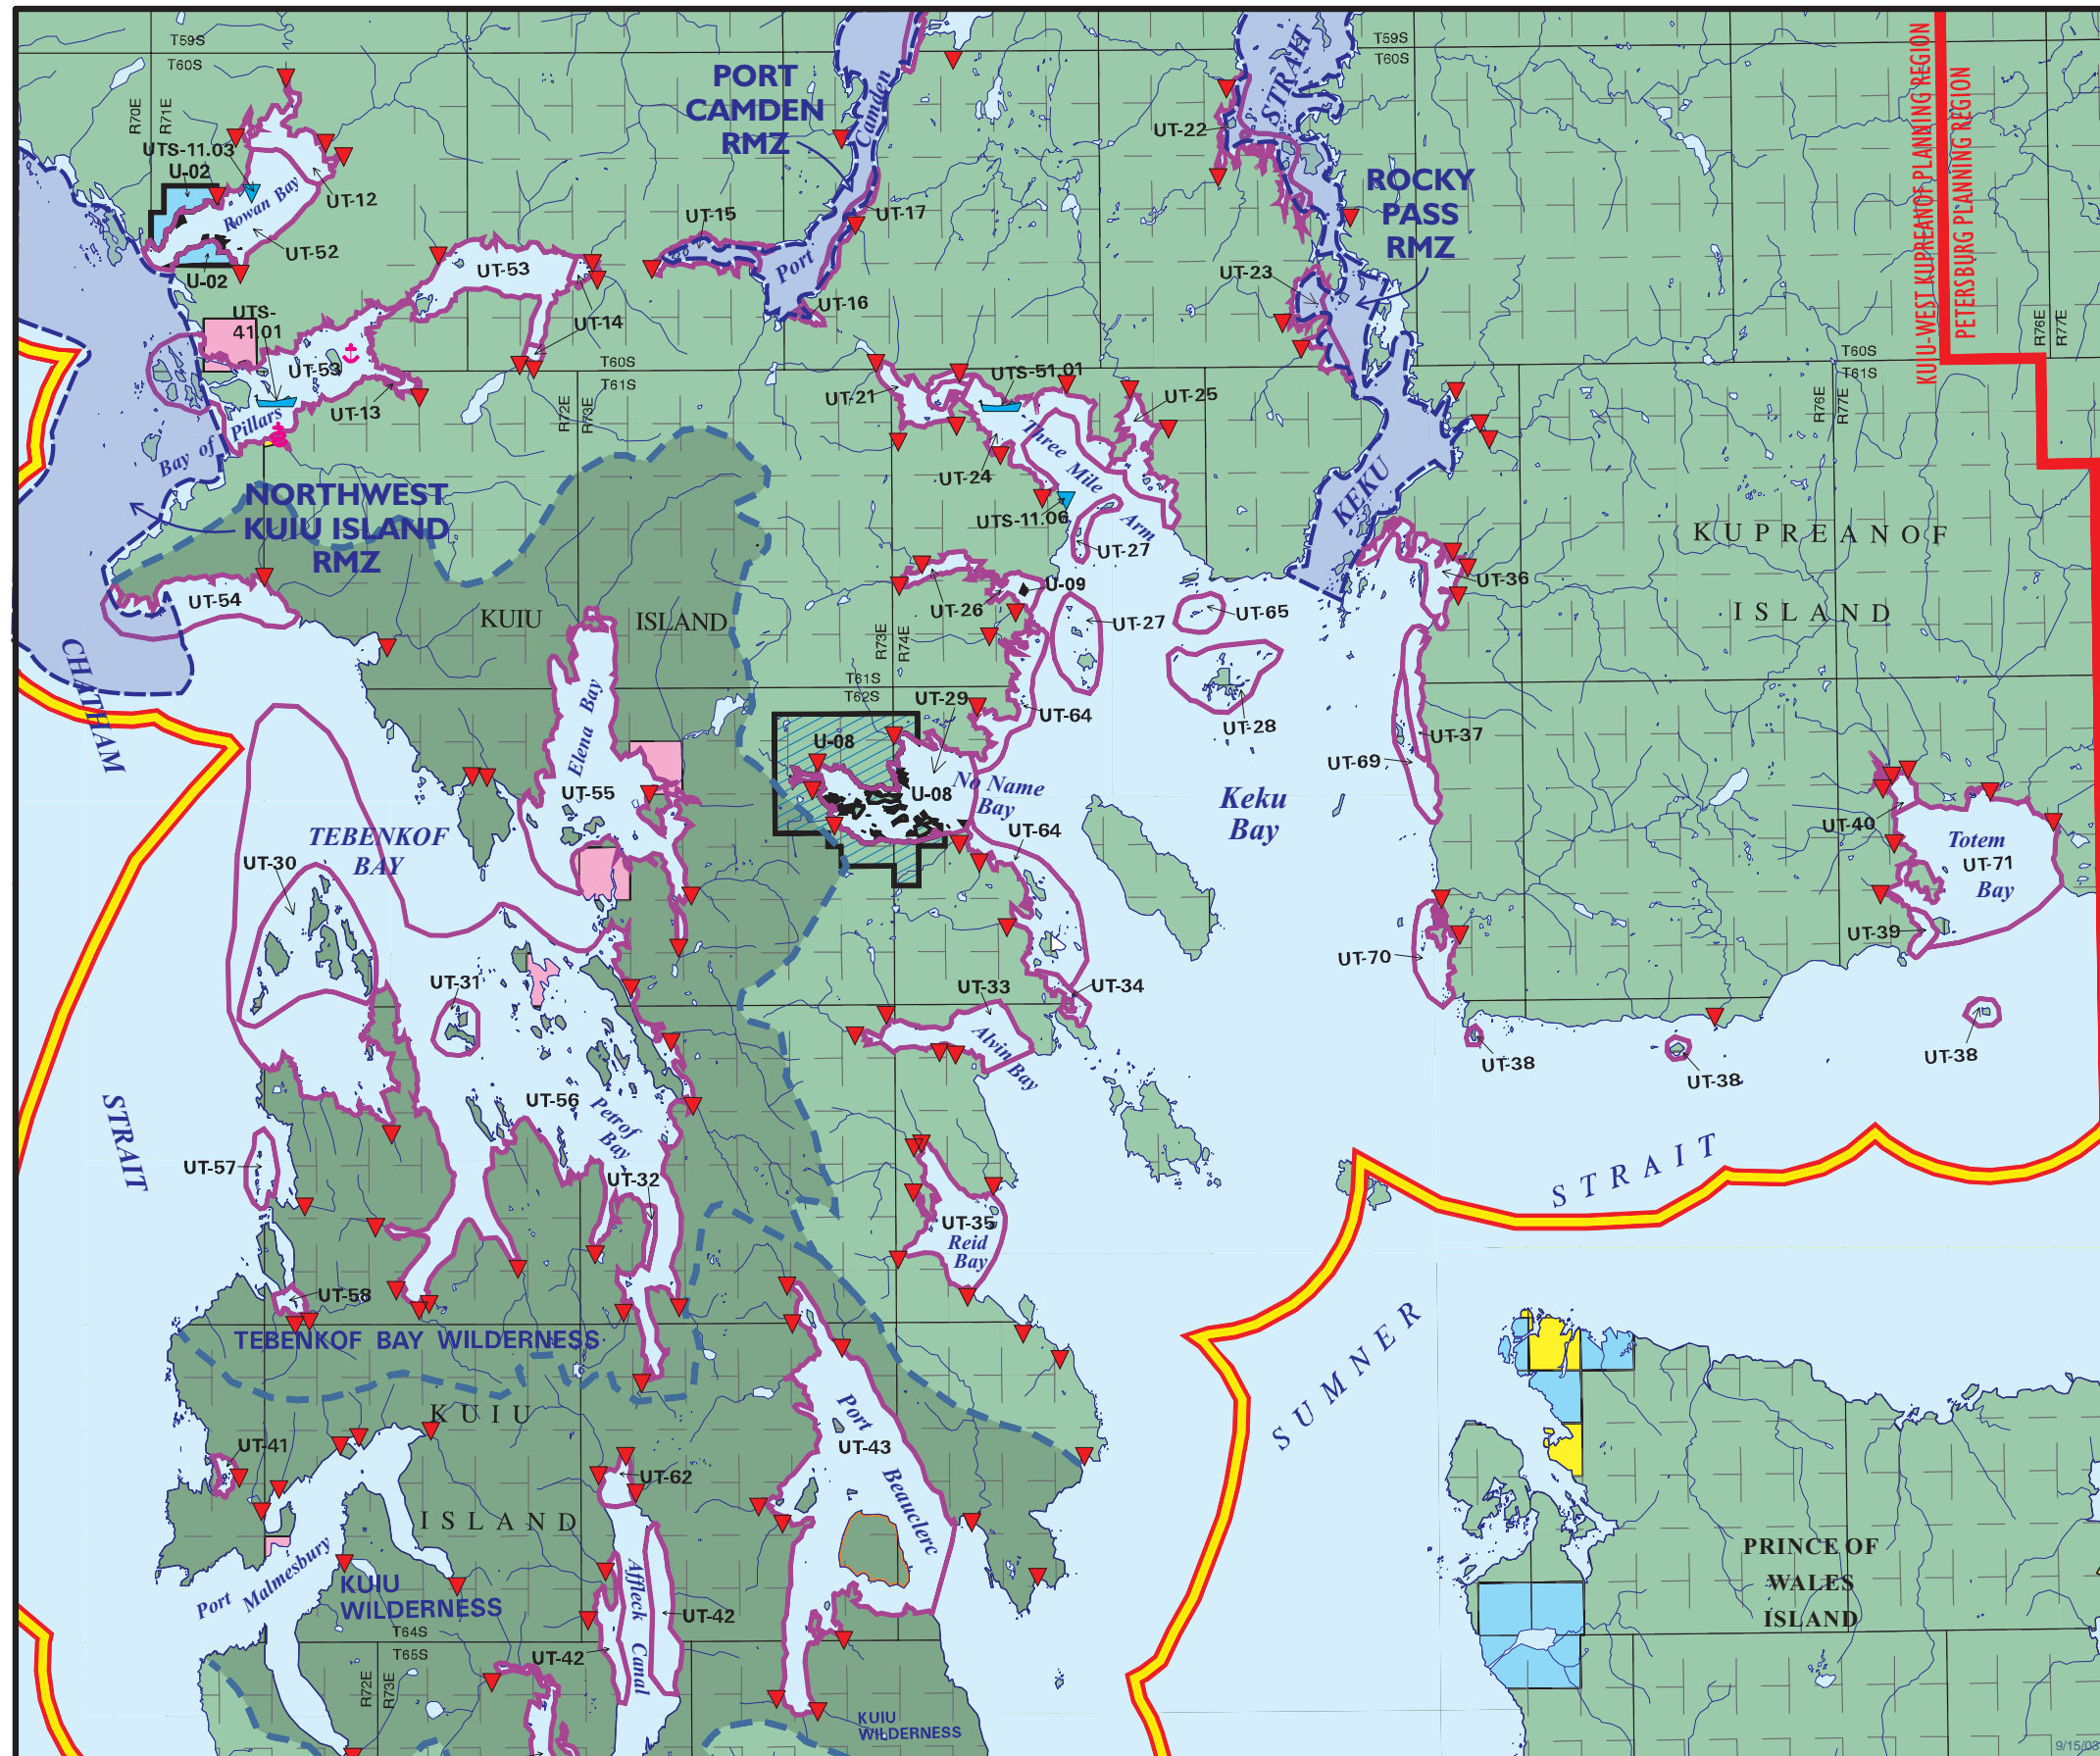 T59S
T60S
R70E
R71E
UTS-11.03
U-02
Rowan Bay
UT-12
UT-52
U-02
PORT
CAMDEN
RMZ
Camden
Port
UT-15
UT-17
UT-16
STRAIT
T59S
T60S
UT-22
ROCKY
PASS
RMZ
UT-23
KUIU-WEST KUPREANOF PLANNING REGION
PETERSBURG PLANNING REGION
R76E
R77E
T60S
T61S
R76E
R77E
UT-53
UT-14
UTS-
41.01
UT-53
UT-13
Bay of Pillars
T60S
T61S
R72E
R73E
UT-21
UTS-51.01
UT-25
Three Mile
Arm
UT-24
UTS-11.06
UT-27
KEKU
NORTHWEST
KUIU ISLAND
RMZ
UT-54
KUPREANOF
ISLAND
UT-36
U-09
UT-26
UT-27
UT-65
KUIU
ISLAND
R73E
R74E
T61S
T62S
UT-29
UT-64
UT-28
UT-37
UT-69
CHATHAM
STRAIT
Elena Bay
UT-55
U-08
U-08
No Name
Bay
UT-64
Keku
Bay
TEBENKOF
BAY
UT-30
UT-40
Totem
UT-71
Bay
UT-39
UT-70
UT-31
UT-33
UT-34
Alvin
Bay
UT-38
UT-38
UT-38
UT-56
Petrof
Bay
UT-57
UT-32
UT-35
Reid
Bay
STRAIT
SUMNER
UT-58
TEBENKOF BAY WILDERNESS
KUIU
ISLAND
UT-41
UT-62
Port
UT-43
Beauclerc
Port Malmesbury
KUIU
WILDERNESS
T64S
T65S
R72E
R73E
Affleck Canal
UT-42
UT-42
KUIU
WILDERNESS
PRINCE OF
WALES
ISLAND